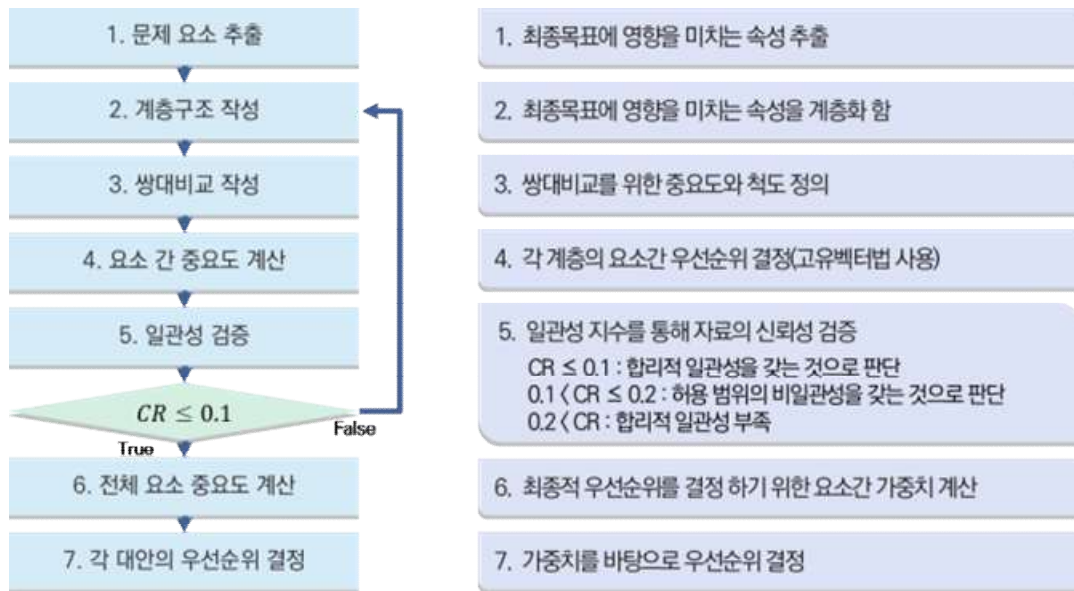 1. 문제 요소 추출
2. 계층구조 작성
3. 쌍대비교 작성
4. 요소 간 중요도 계산
5. 일관성 검증
CR ≤ 0.1
False
True
6. 전체 요소 중요도 계산
7. 각 대안의 우선순위 결정
1. 최종목표에 영향을 미치는 속성 추출
2. 최종목표에 영향을 미치는 속성을 계층화 함
3. 쌍대비교를 위한 중요도와 척도 정의
4. 각 계층의 요소간 우선순위 결정(고유벡터법 사용)
5. 일관성 지수를 통해 자료의 신뢰성 검증
CR ≤ 0.1 : 합리적 일관성을 갖는 것으로 판단
0.1 < CR ≤ 0.2 : 허용 범위의 비일관성을 갖는 것으로 판단
0.2 < CR : 합리적 일관성 부족
6. 최종적 우선순위를 결정 하기 위한 요소간 가중치 계산
7. 가중치를 바탕으로 우선순위 결정